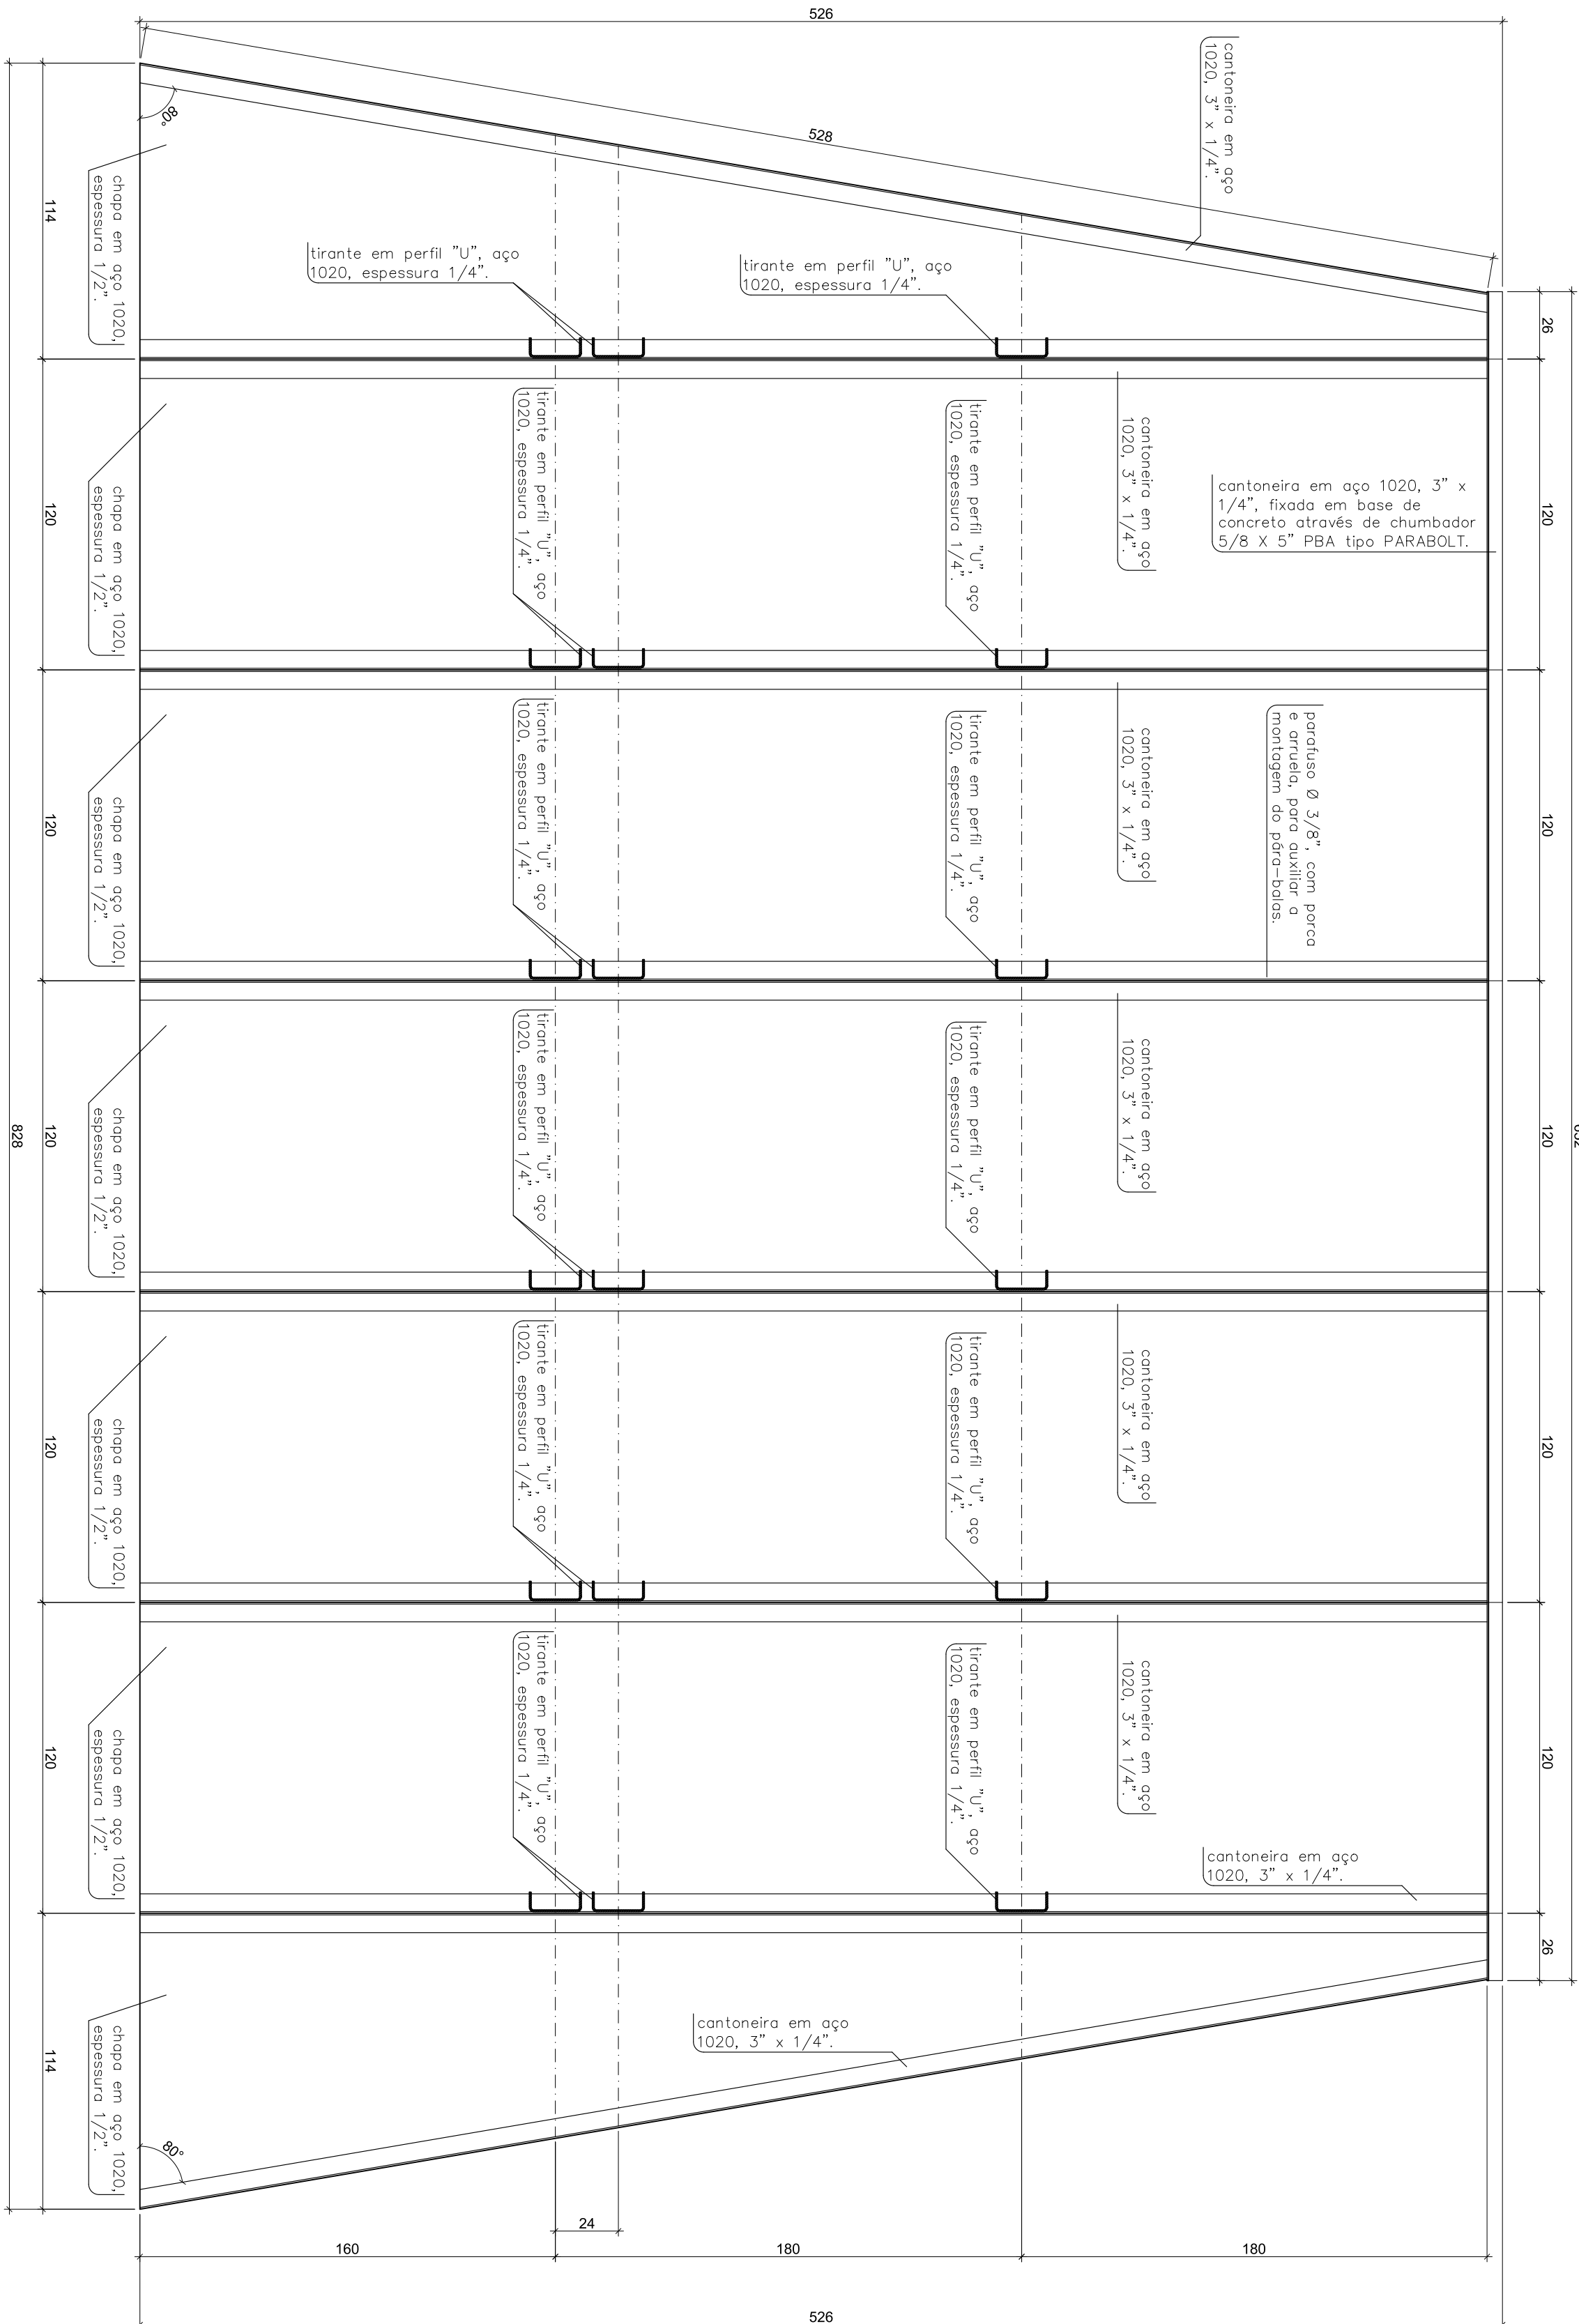 526
528
cantoneira em aço
1020, 3" x 1/4".
80°
chapa em aço 1020,
espessura 1/2".
114
tirante em perfil "U", aço
1020, espessura 1/4".
tirante em perfil "U", aço
1020, espessura 1/4".
26
chapa em aço 1020,
espessura 1/2".
120
tirante em perfil "U", aço
1020, espessura 1/4".
tirante em perfil "U", aço
1020, espessura 1/4".
cantoneira em aço
1020, 3" x 1/4".
cantoneira em aço 1020, 3" x
1/4", fixada em base de
concreto através de chumbador
5/8 X 5" PBA tipo PARABOLT.
120
chapa em aço 1020,
espessura 1/2".
120
tirante em perfil "U", aço
1020, espessura 1/4".
tirante em perfil "U", aço
1020, espessura 1/4".
cantoneira em aço
1020, 3" x 1/4".
parafuso Ø 3/8", com porca
e arruela, para auxiliar a
montagem do pára-balas.
120
828
chapa em aço 1020,
espessura 1/2".
120
tirante em perfil "U", aço
1020, espessura 1/4".
tirante em perfil "U", aço
1020, espessura 1/4".
cantoneira em aço
1020, 3" x 1/4".
120
chapa em aço 1020,
espessura 1/2".
120
tirante em perfil "U", aço
1020, espessura 1/4".
tirante em perfil "U", aço
1020, espessura 1/4".
cantoneira em aço
1020, 3" x 1/4".
120
chapa em aço 1020,
espessura 1/2".
120
tirante em perfil "U", aço
1020, espessura 1/4".
tirante em perfil "U", aço
1020, espessura 1/4".
cantoneira em aço
1020, 3" x 1/4".
120
cantoneira em aço
1020, 3" x 1/4".
26
cantoneira em aço
1020, 3" x 1/4".
chapa em aço 1020,
espessura 1/2".
114
80°
24
160
180
180
526